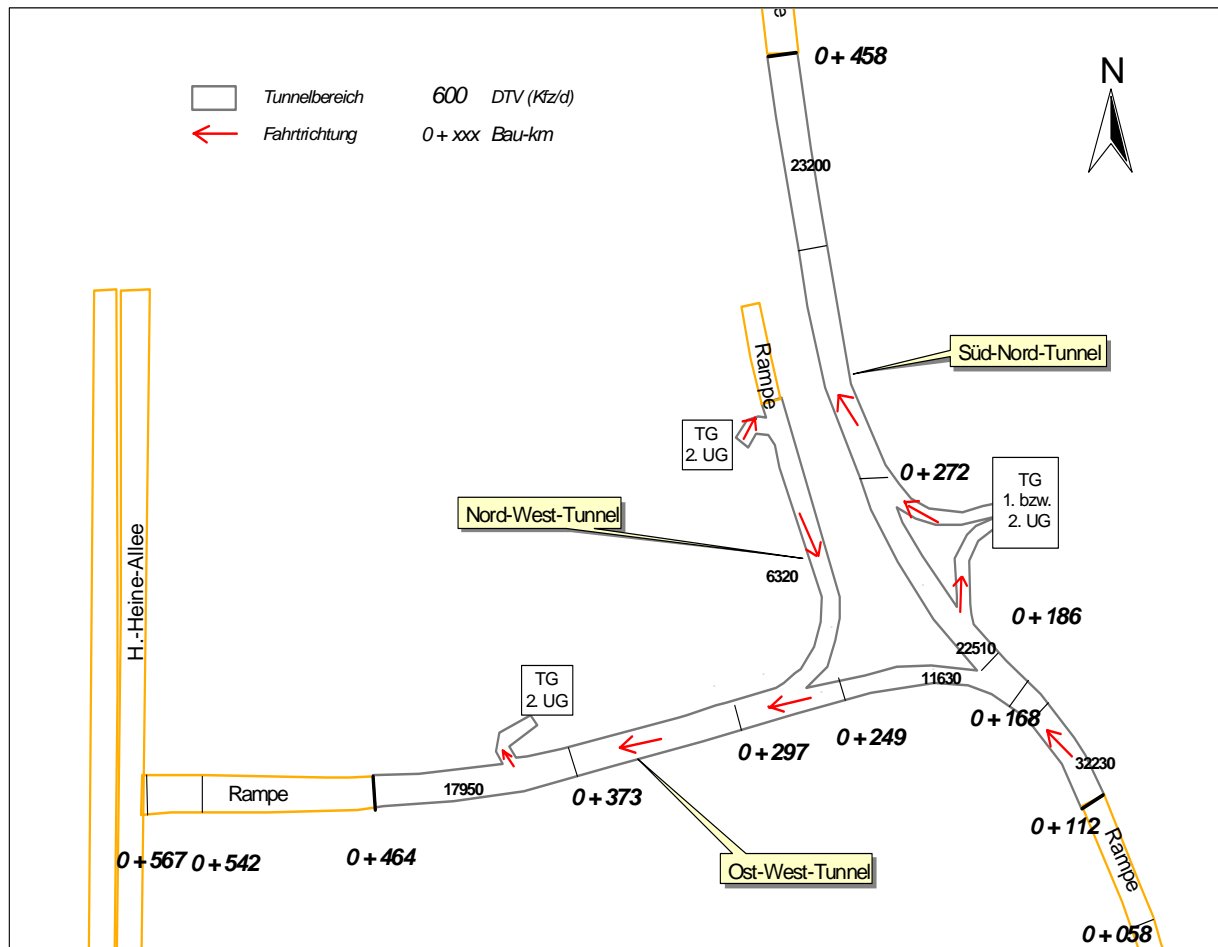 e
0 + 458
N
Tunnelbereich 600 DTV (Kfz/d)
Fahrtrichtung 0 + xxx Bau-km
23200
Süd-Nord-Tunnel
Rampe
TG
2. UG
0 + 272
TG
1. bzw.
2. UG
Nord-West-Tunnel
6320
H.-Heine-Allee
0 + 186
22510
11630
TG
2. UG
0 + 168
0 + 249
0 + 297
32230
17950
Rampe
0 + 373
0 + 112
Rampe
0 + 567
0 + 542
0 + 464
Ost-West-Tunnel
0 + 058